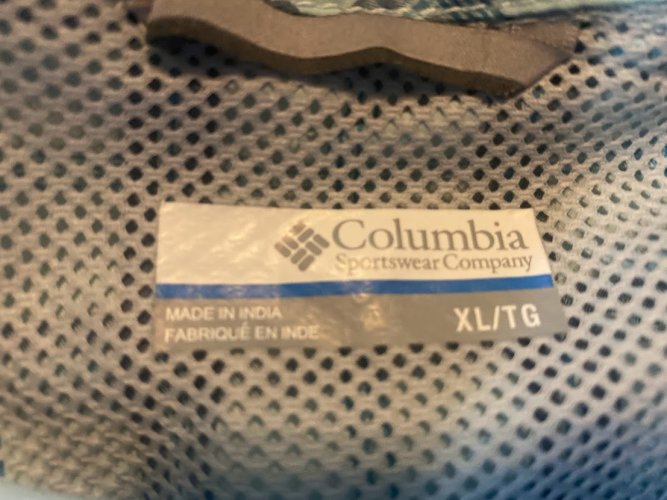 Columbia
Sportswear Company
MADE IN INDIA
FABRIQUÉ EN INDE
XL/TG